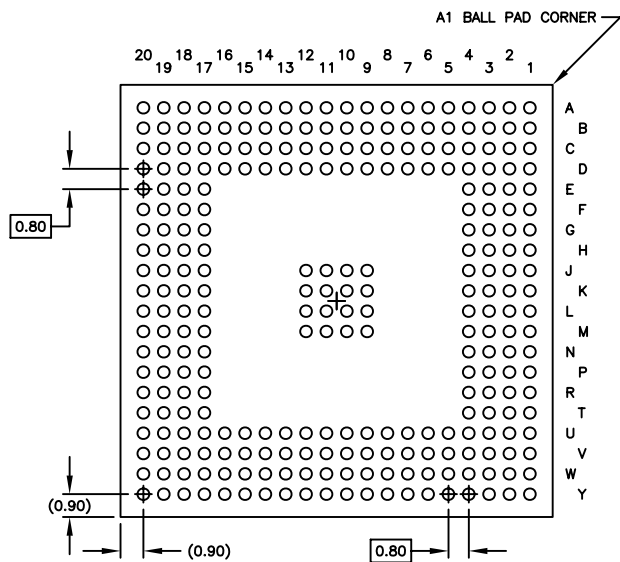 A1 BALL PAD CORNER
20 18 16 14 12 10 8 6 4 2
19 17 15 13 11 9 7 5 3 1
A
B
C
D
E
F
0.80
G
H
J
K
L
M
N
P
R
T
U
V
W
Y
(0.90)
(0.90)
0.80